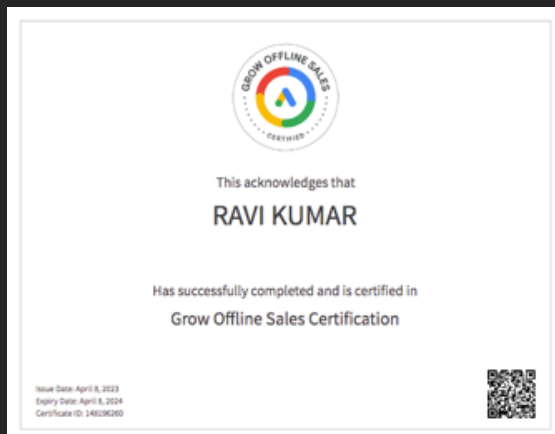 GROW OFFLINE SALES
CERTIFIED
This acknowledges that
RAVI KUMAR
Has successfully completed and is certified in
Grow Offline Sales Certification
Issue Date: April 8, 2023
Expiry Date: April 8, 2024
Certificate ID: 148196260